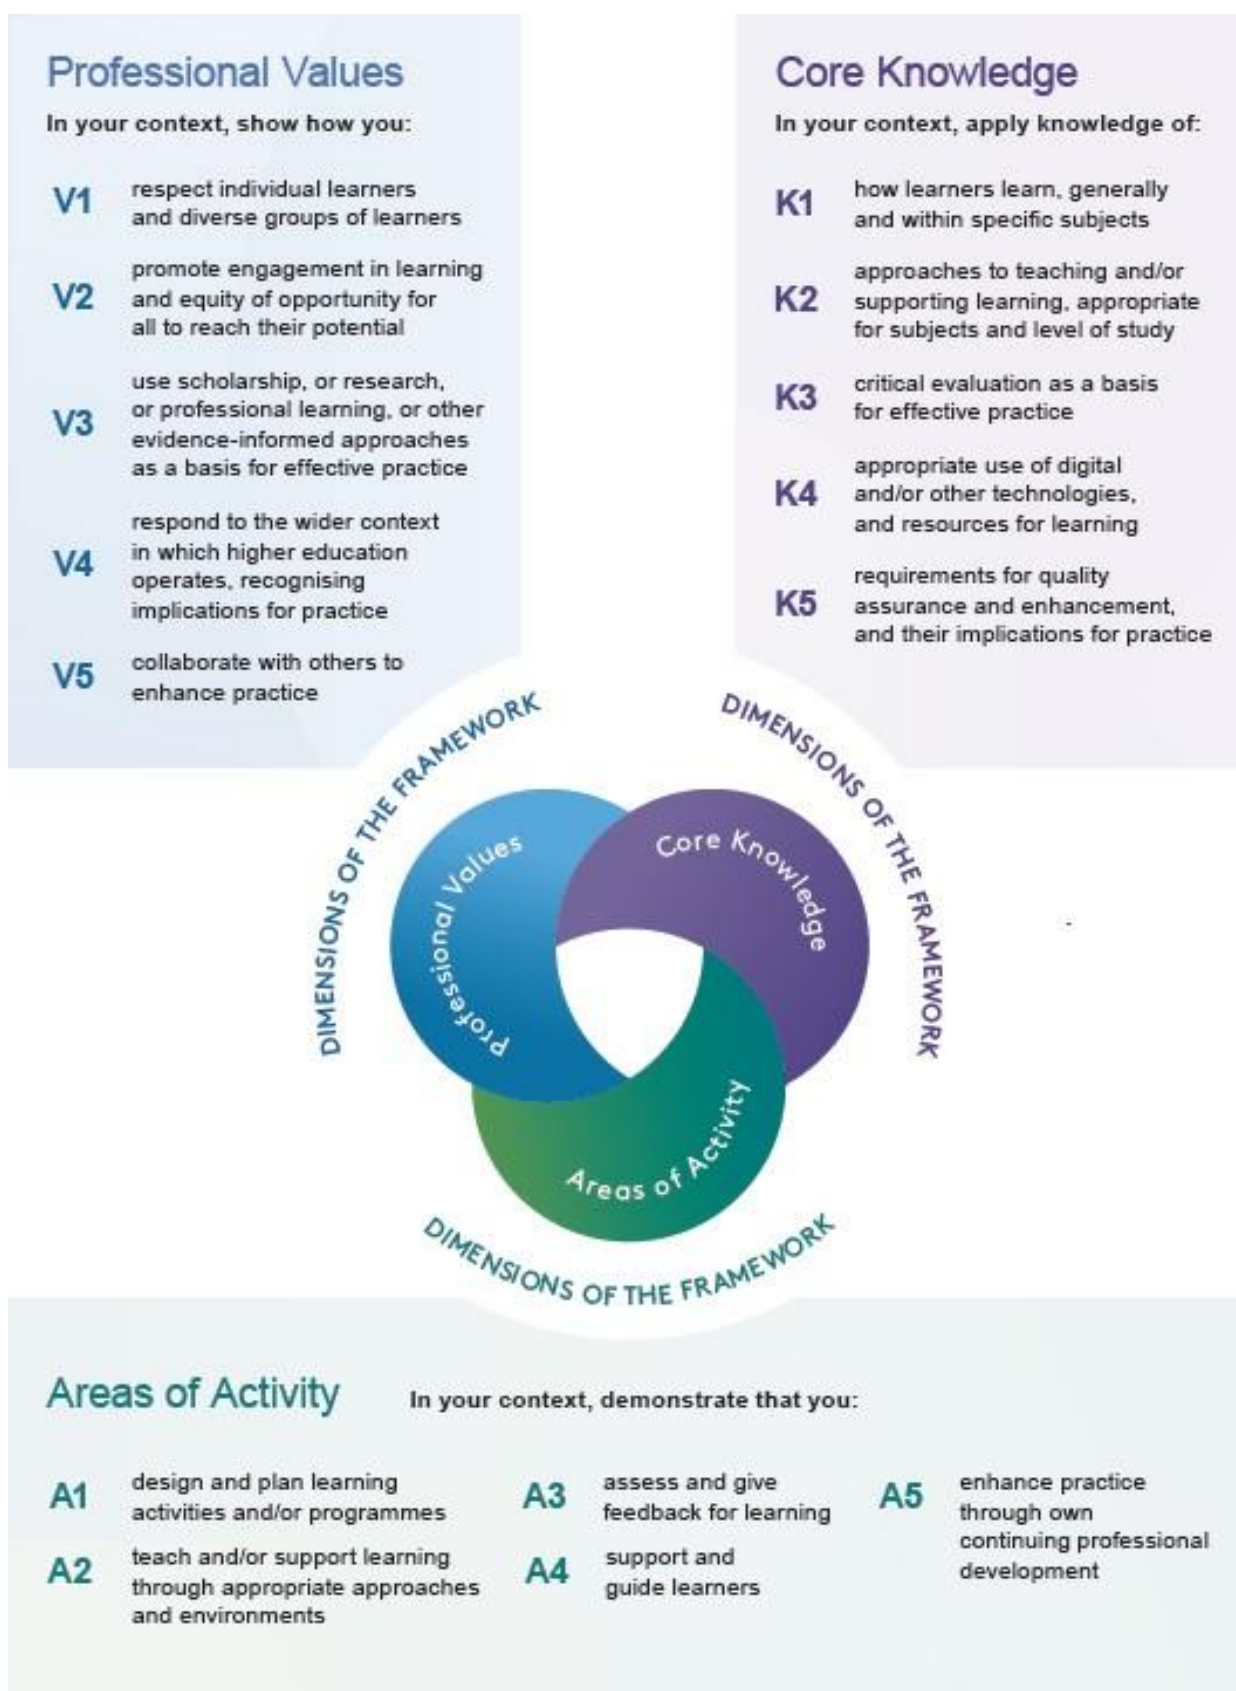 Professional Values
In your context, show how you:
V1
respect individual learners
and diverse groups of learners
V2
promote engagement in learning
and equity of opportunity for
all to reach their potential
V3
use scholarship, or research,
or professional learning, or other
evidence-informed approaches
as a basis for effective practice
V4
respond to the wider context
in which higher education
operates, recognising
implications for practice
V5
collaborate with others to
enhance practice
Core Knowledge
In your context, apply knowledge of:
K1
how learners learn, generally
and within specific subjects
K2
approaches to teaching and/or
supporting learning, appropriate
for subjects and level of study
K3
critical evaluation as a basis
for effective practice
K4
appropriate use of digital
and/or other technologies,
and resources for learning
K5
requirements for quality
assurance and enhancement,
and their implications for practice
DIMENSIONS OF THE FRAMEWORK
DIMENSIONS OF THE FRAMEWORK
Professional Values
Core Knowledge
Areas of Activity
DIMENSIONS OF THE FRAMEWORK
Areas of Activity
In your context, demonstrate that you:
A1
design and plan learning
activities and/or programmes
A2
teach and/or support learning
through appropriate approaches
and environments
A3
assess and give
feedback for learning
A4
support and
guide learners
A5
enhance practice
through own
continuing professional
development